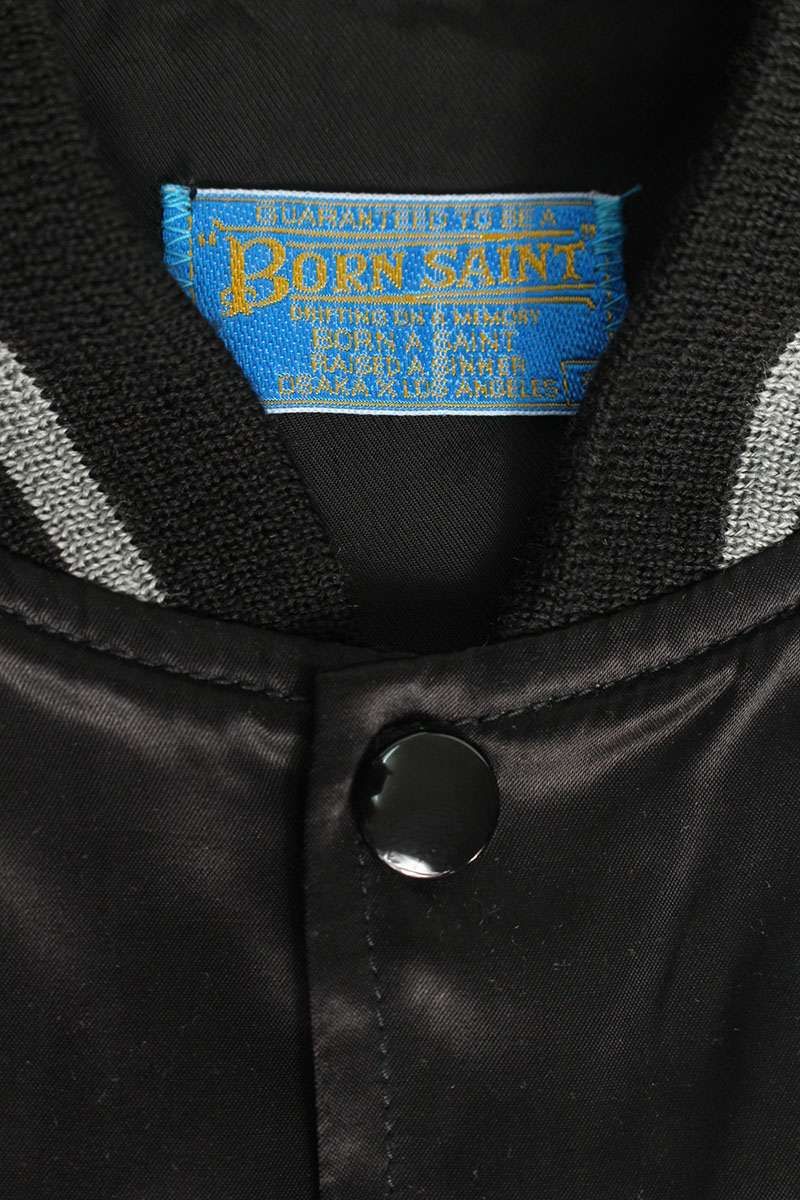 GUARANTEED TO BE A
"BORN SAINT"
DRIFTING ON A MEMORY
BORN A SAINT
RAISED A SINNER
OSAKA X LOS ANGELES